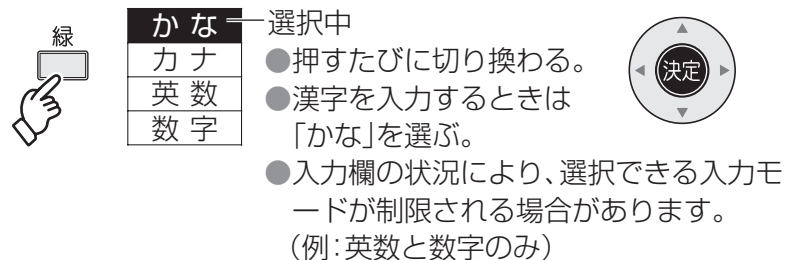 緑
か な
カ ナ
英 数
数 字
選択中
●押すたびに切り換わる。
●漢字を入力するときは
「かな」を選ぶ。
●入力欄の状況により、選択できる入力モ
ードが制限される場合があります。
(例:英数と数字のみ)
決定